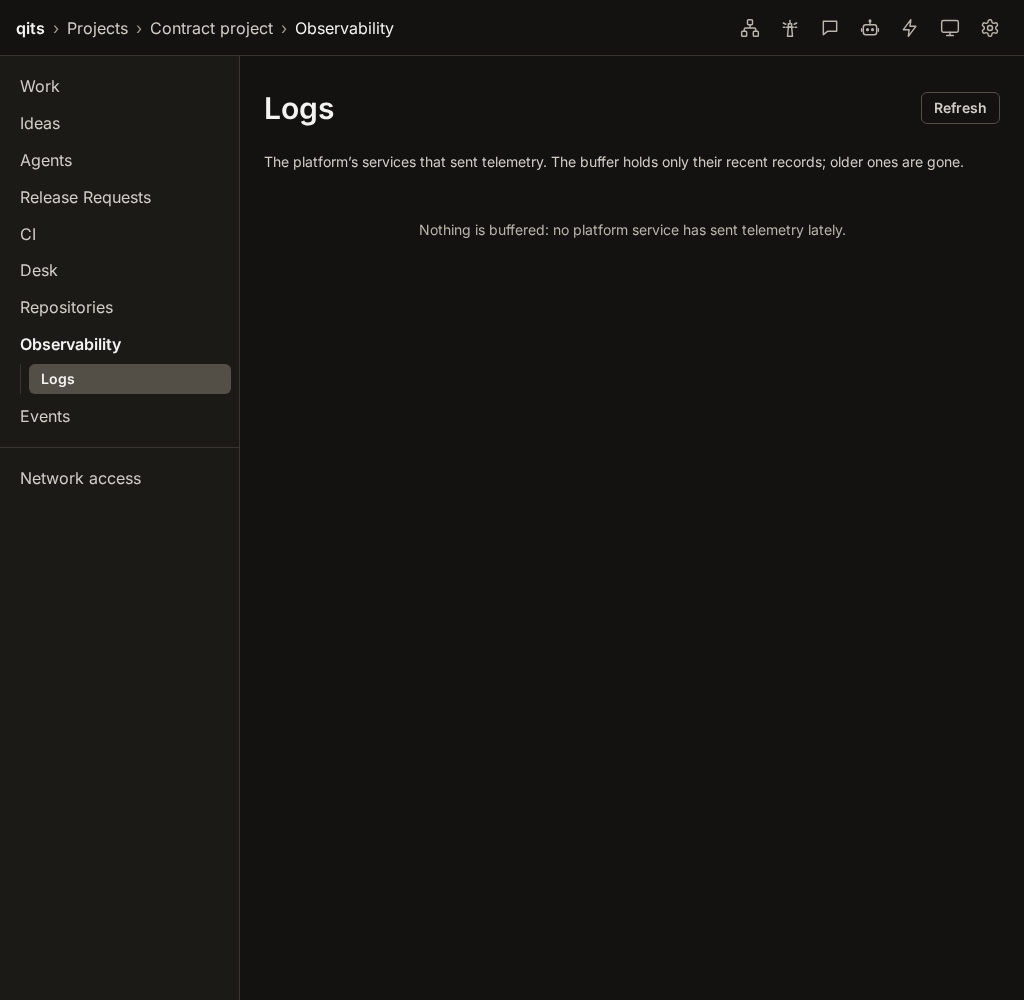 qits › Projects › Contract project › Observability
Work
Ideas
Agents
Release Requests
CI
Desk
Repositories
Observability
Logs
Events
Network access
Logs
Refresh
The platform’s services that sent telemetry. The buffer holds only their recent records; older ones are gone.
Nothing is buffered: no platform service has sent telemetry lately.